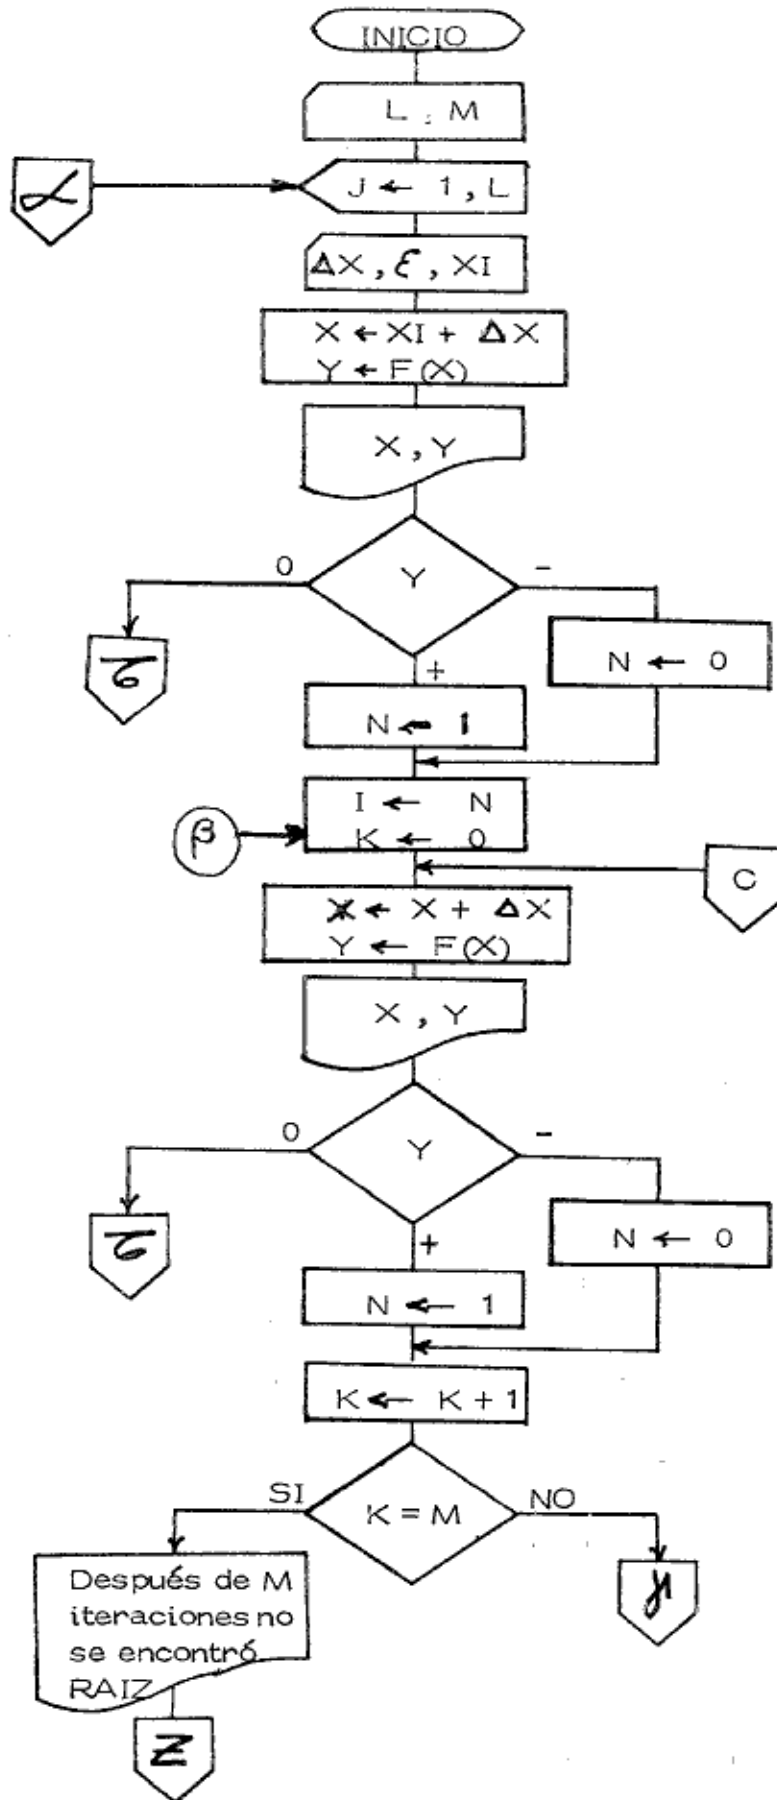 INICIO
L, M
α
J ← 1, L
ΔX, ε, XI
X ← XI + ΔX
Y ← F(X)
X, Y
0
Y
-
+
N ← 0
N ← 1
I ← N
K ← 0
β
C
X ← X + ΔX
Y ← F(X)
X, Y
0
Y
-
+
N ← 0
N ← 1
K ← K + 1
SI
K = M
NO
Después de M
iteraciones no
se encontró
RAIZ
Z